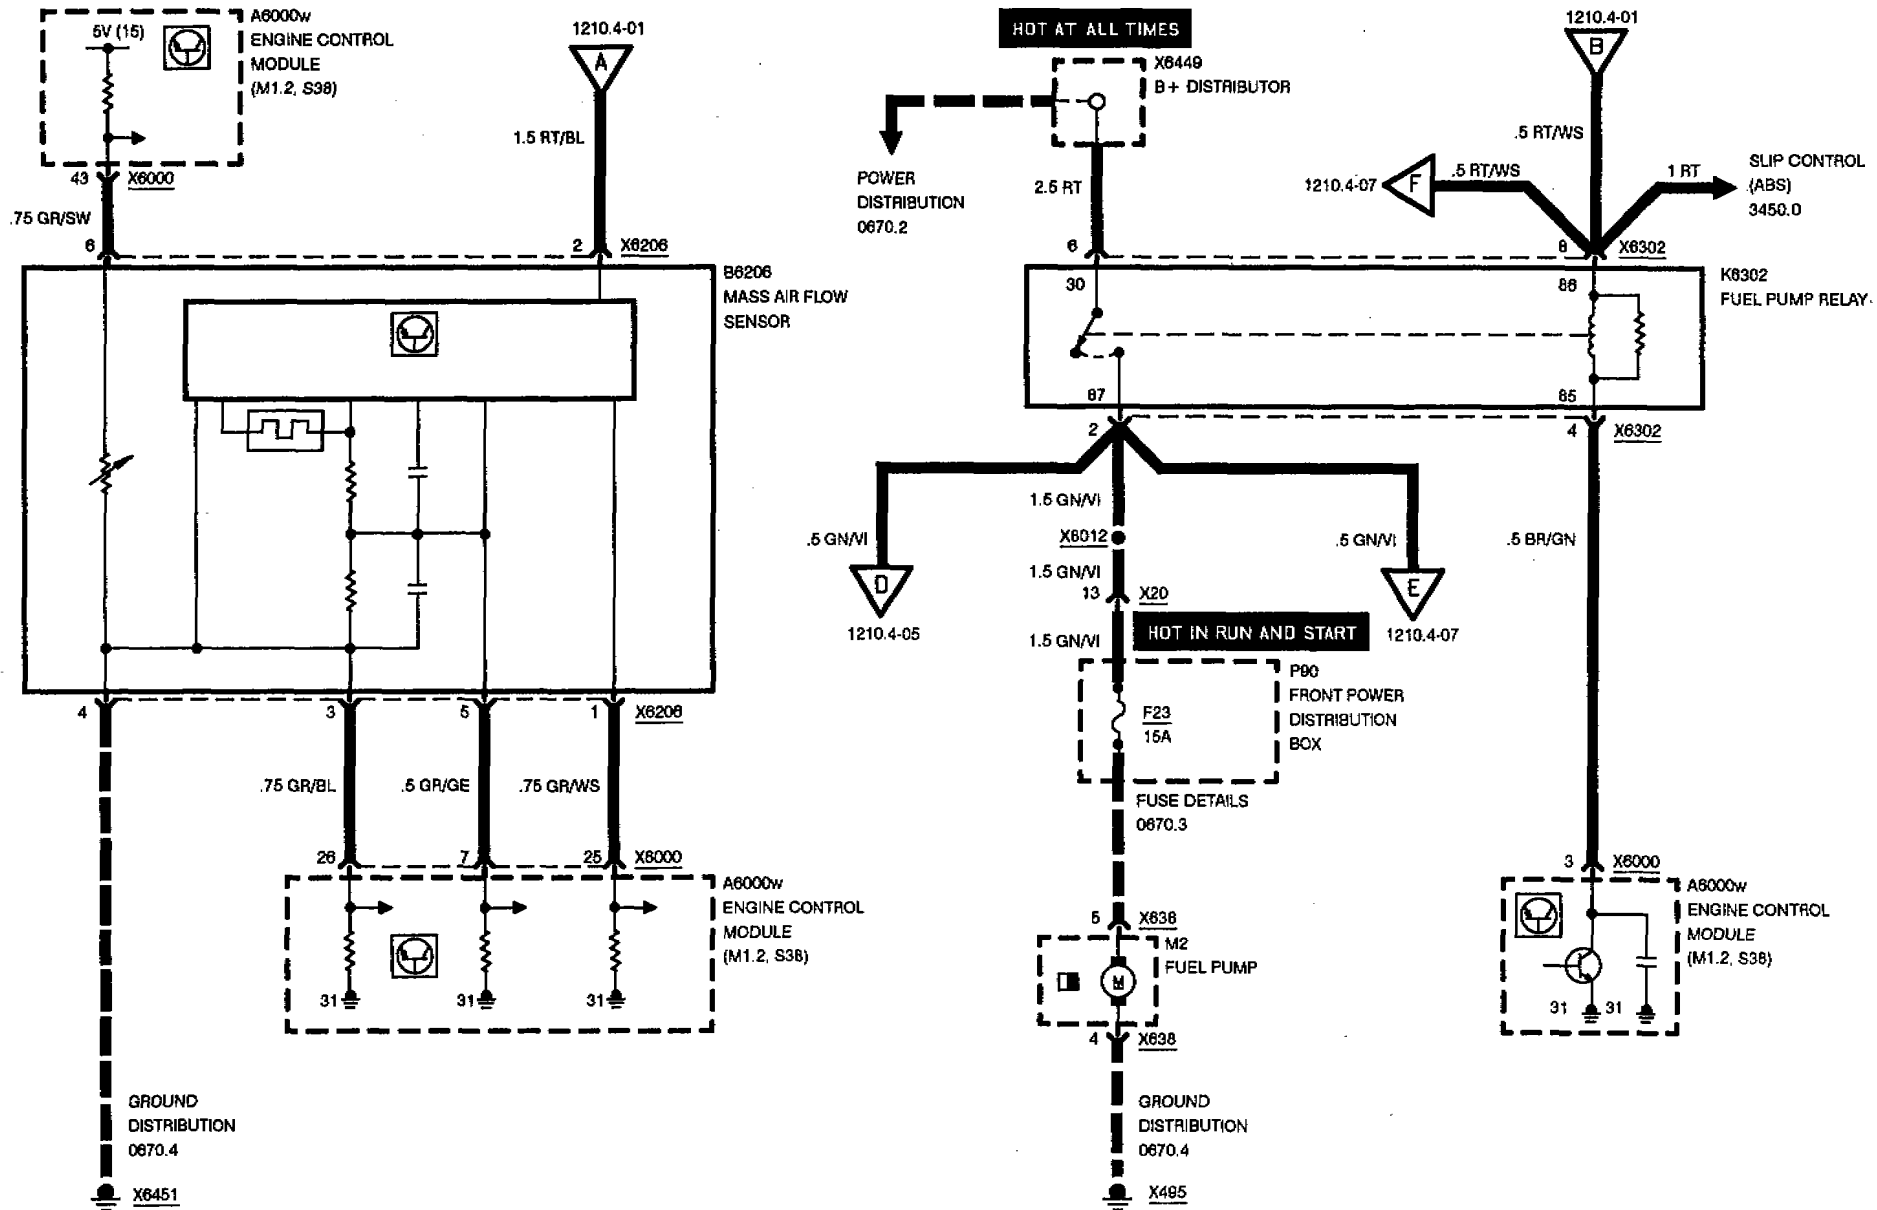 5V (15)
A6000w
ENGINE CONTROL
MODULE
(M1.2, S38)
43
X6000
.75 GR/SW
6
1210.4-01
A
1.5 RT/BL
2
X6206
B6206
MASS AIR FLOW
SENSOR
4
3
5
1
X6206
.75 GR/BL
.5 GR/GE
.75 GR/WS
26
7
25
X6000
A6000w
ENGINE CONTROL
MODULE
(M1.2, S38)
31
31
31
GROUND
DISTRIBUTION
0670.4
X6451
HOT AT ALL TIMES
X6449
B+ DISTRIBUTOR
POWER
DISTRIBUTION
0670.2
2.5 RT
6
1210.4-01
B
.5 RT/WS
1210.4-07
F
.5 RT/WS
1 RT
SLIP CONTROL
(ABS)
3450.0
8
X6302
K6302
FUEL PUMP RELAY
30
86
87
85
2
4
X6302
1.5 GN/VI
X6012
.5 GN/VI
D
1210.4-05
.5 GN/VI
E
1210.4-07
1.5 GN/VI
13
X20
HOT IN RUN AND START
1.5 GN/VI
P90
FRONT POWER
DISTRIBUTION
BOX
F23
15A
FUSE DETAILS
0670.3
.5 BR/GN
5
X638
M2
FUEL PUMP
M
4
X638
GROUND
DISTRIBUTION
0670.4
X495
3
X6000
A6000w
ENGINE CONTROL
MODULE
(M1.2, S38)
31
31